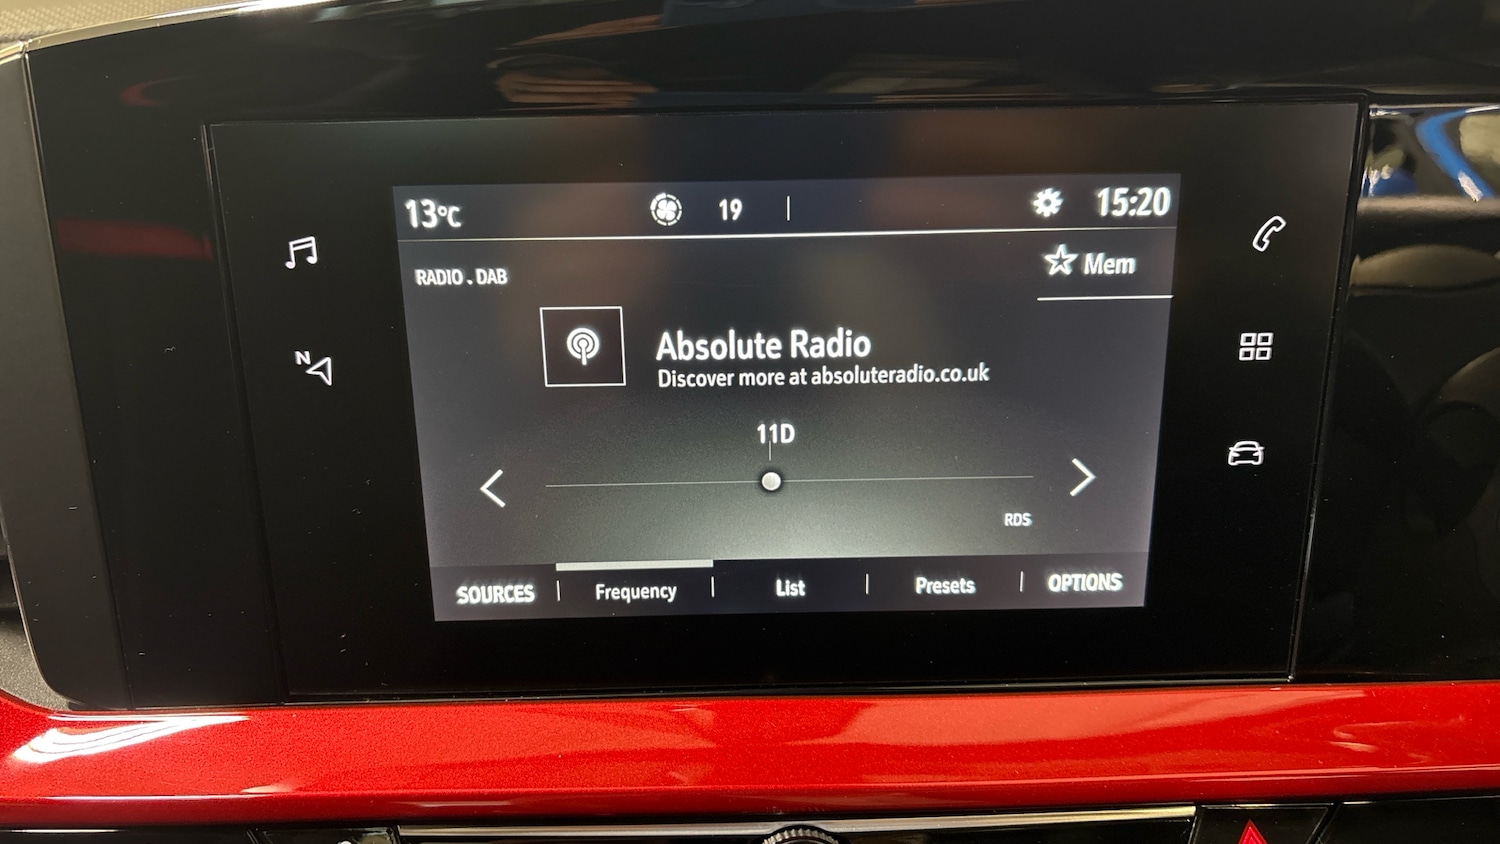 13°C 19 15:20
RADIO . DAB
Mem
Absolute Radio
Discover more at absoluteradio.co.uk
11D
N
RDS
SOURCES Frequency List Presets OPTIONS